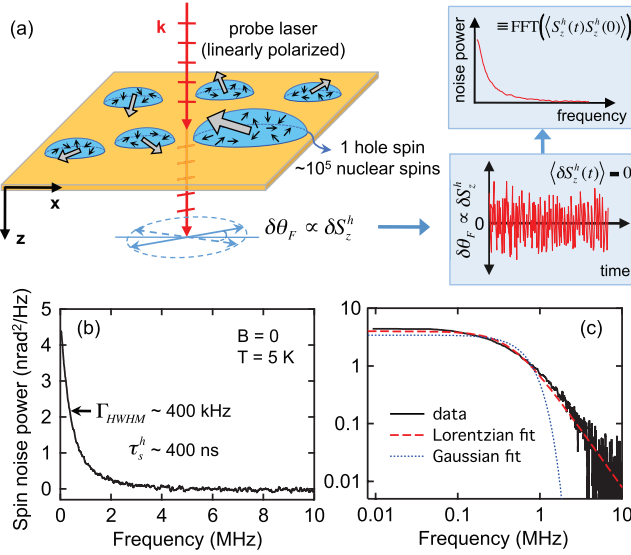 (a)
k
probe laser
(linearly polarized)
1 hole spin
~10⁵ nuclear spins
x
z
δθ_F ∝ δS_z^h
≡FFT(⟨S_z^h(t)S_z^h(0)⟩)
noise power
frequency
⟨δS_z^h(t)⟩ = 0
δθ_F ∝ δS_z^h
0
time
(b)
B = 0
T = 5 K
Γ_HWHM ~ 400 kHz
τ_s^h ~ 400 ns
Spin noise power (nrad²/Hz)
5
4
3
2
1
0
0 2 4 6 8 10
Frequency (MHz)
(c)
10
1
0.1
0.01
data
Lorentzian fit
Gaussian fit
0.01 0.1 1 10
Frequency (MHz)